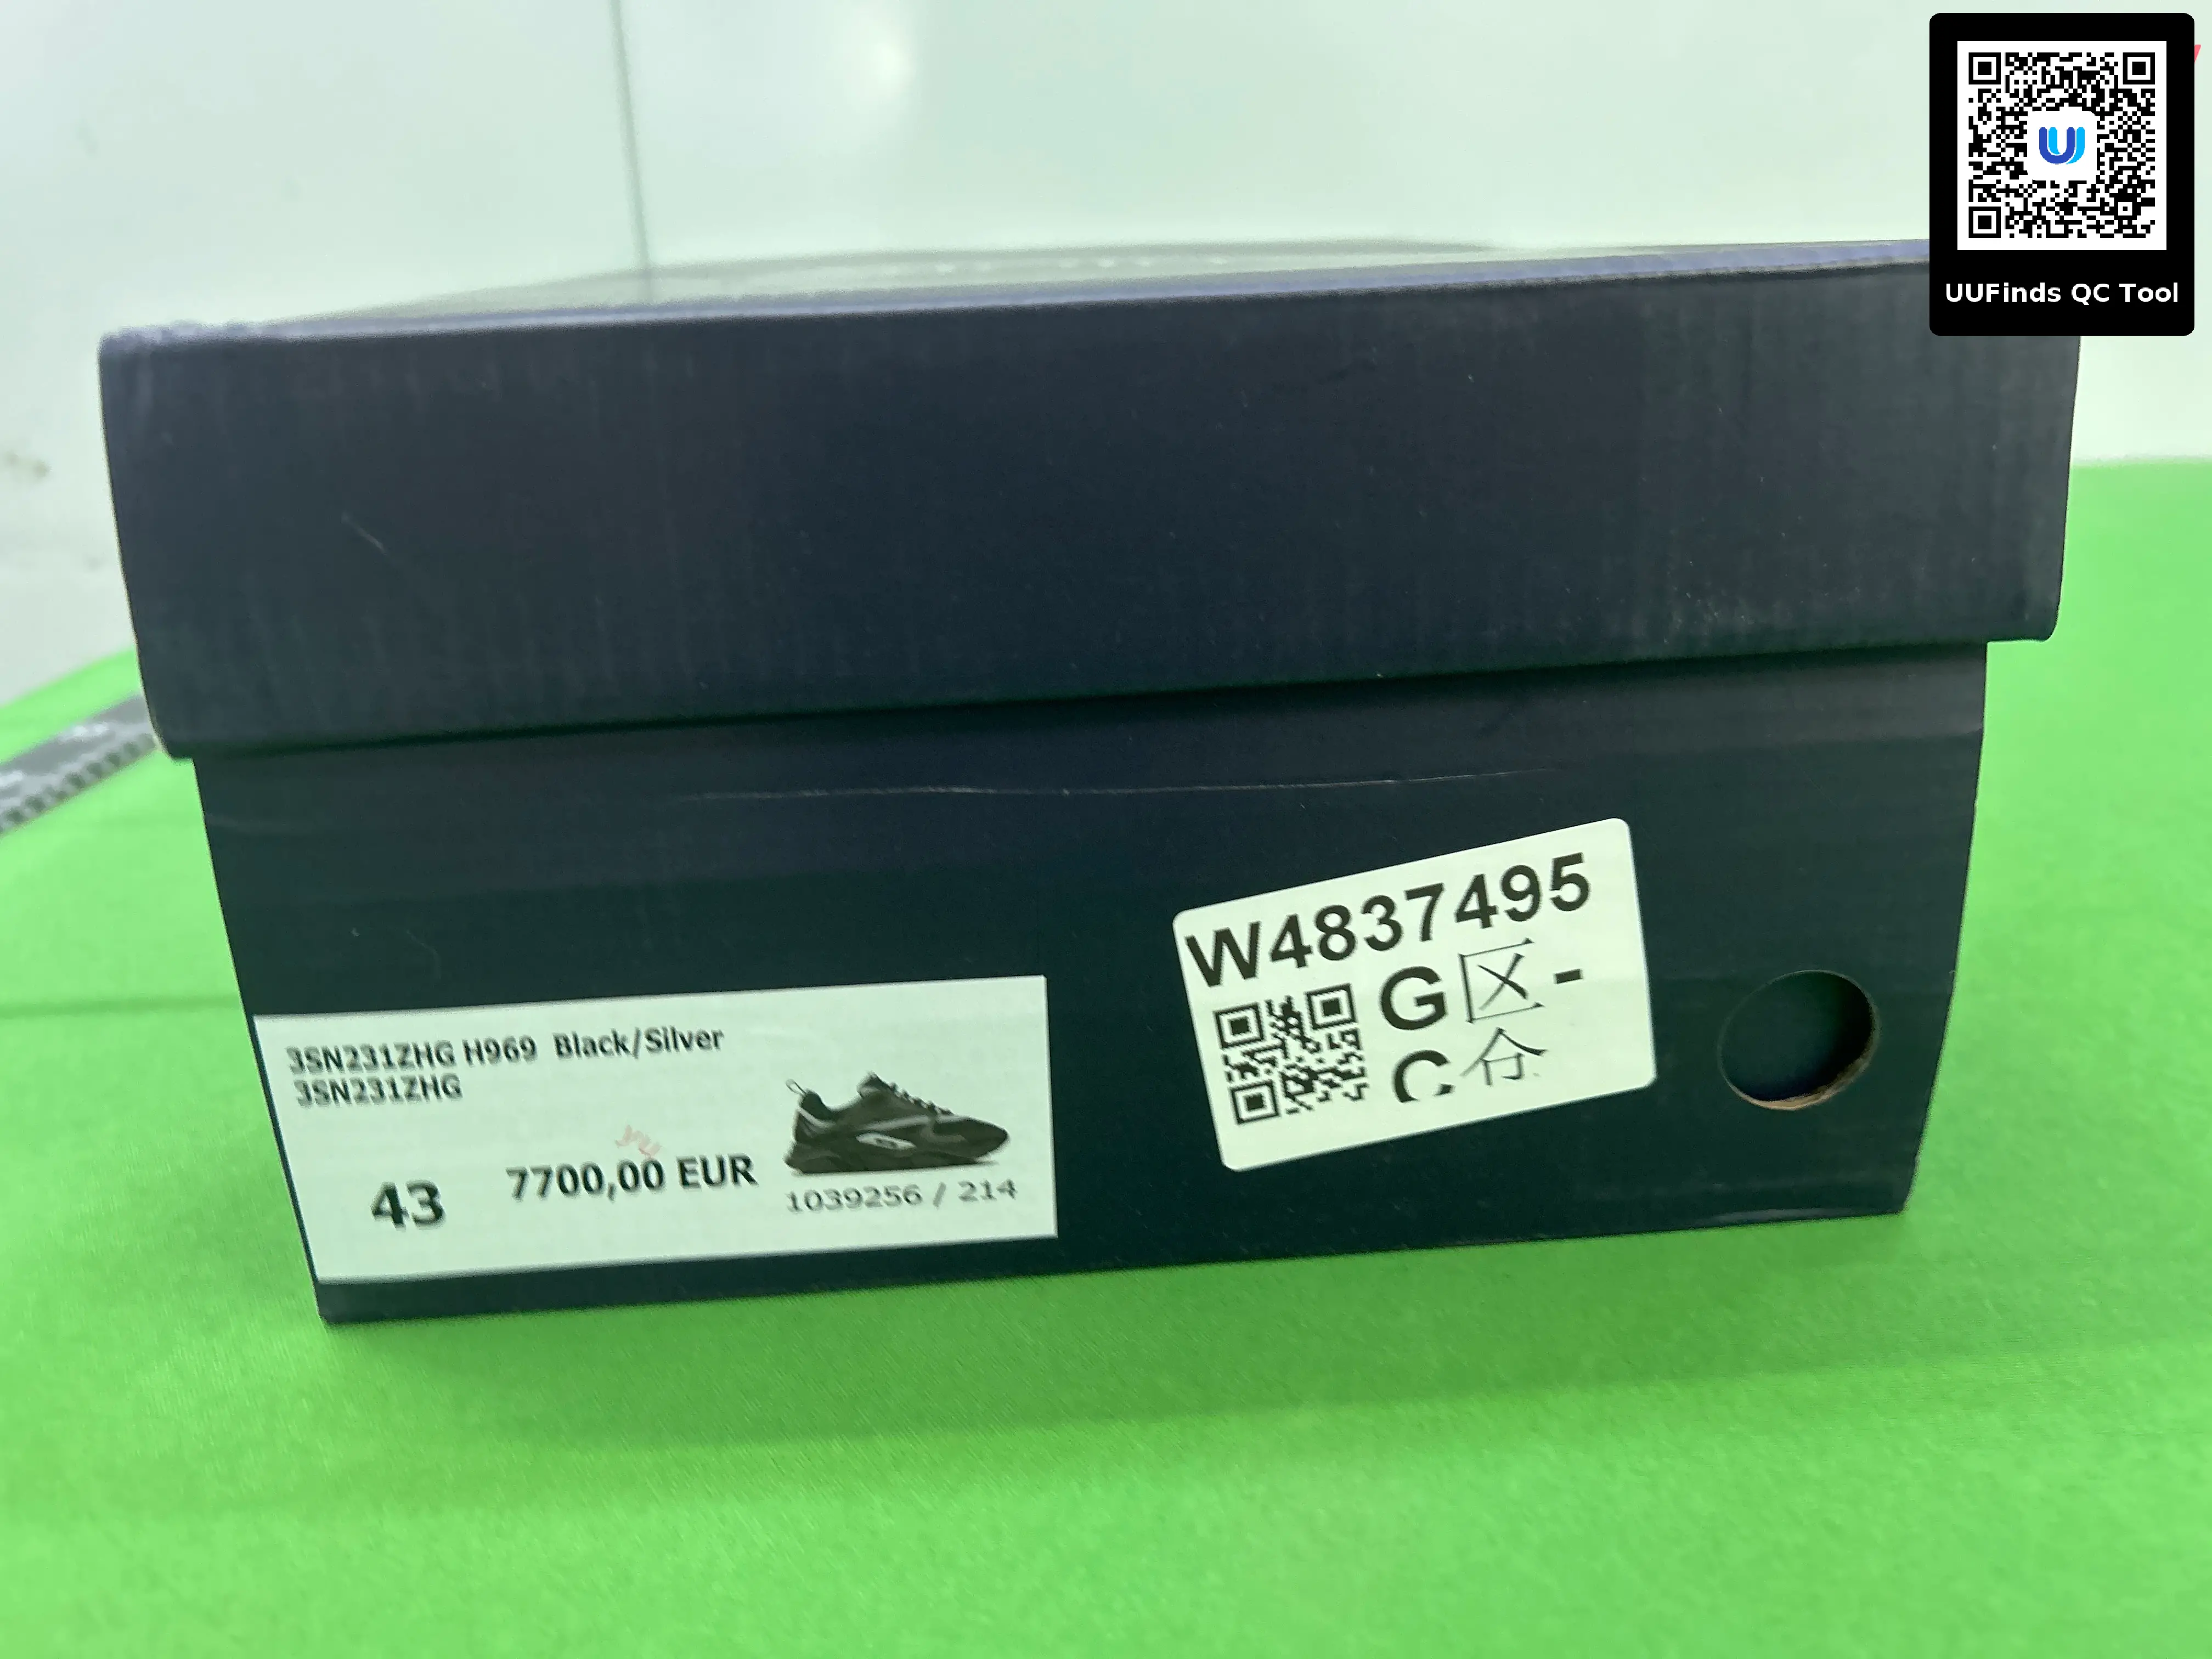 UUFinds QC Tool
3SN231ZHG H969 Black/Silver
3SN231ZHG
43
7700,00 EUR
1039256 / 214
W4837495
G区-
C仓